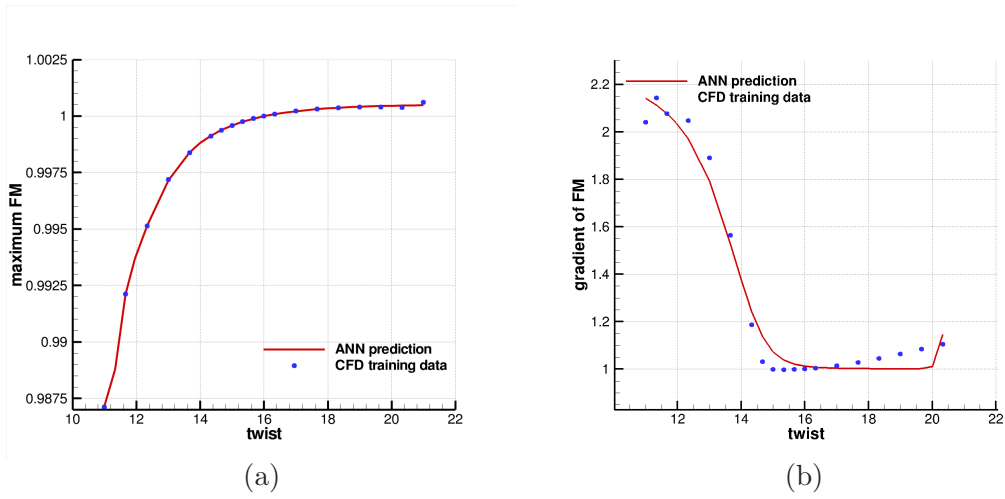 1.0025
1
0.9975
0.995
0.9925
0.99
0.9875
maximum FM
10 12 14 16 18 20 22
twist
ANN prediction
CFD training data
(a)
2.2
2
1.8
1.6
1.4
1.2
1
gradient of FM
12 14 16 18 20 22
twist
ANN prediction
CFD training data
(b)